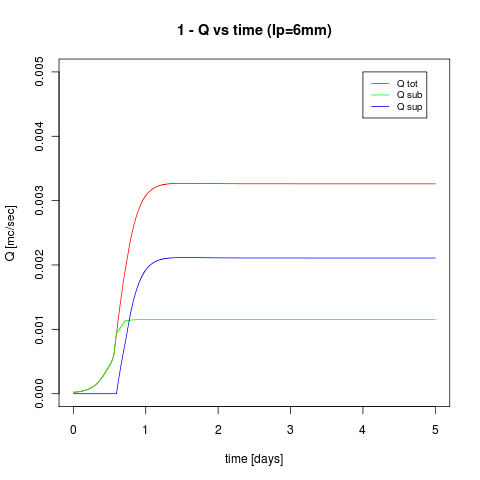 1 - Q vs time (Ip=6mm)
Q [mc/sec]
0.005
0.004
0.003
0.002
0.001
0.000
Q tot
Q sub
Q sup
0 1 2 3 4 5
time [days]